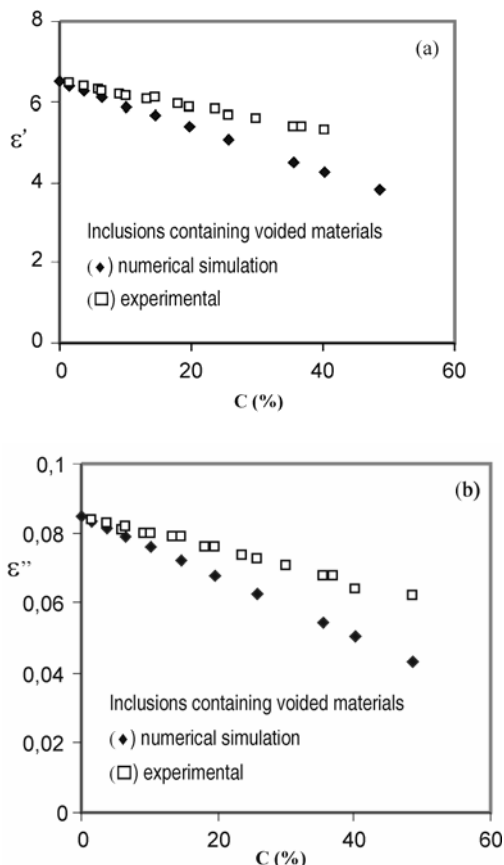 8
(a)
6
ε’
4
Inclusions containing voided materials
(◆) numerical simulation
2
(□) experimental
0
0 20 40 60
C (%)
0,1
(b)
0,08
ε’’
0,06
0,04
Inclusions containing voided materials
(◆) numerical simulation
0,02
(□) experimental
0
0 20 40 60
C (%)